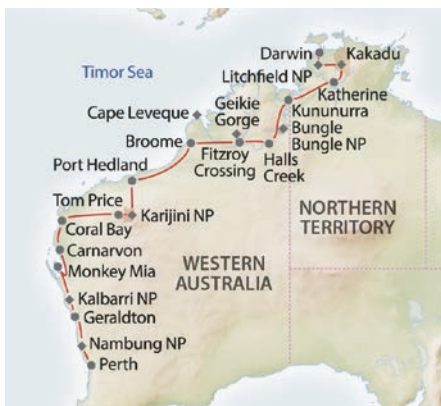 Darwin
Kakadu
Timor Sea
Litchfield NP
Katherine
Cape Leveque
Geikie
Gorge
Kununurra
Bungle
Bungle NP
Broome
Fitzroy
Crossing
Halls
Creek
Port Hedland
Tom Price
Karijini NP
NORTHERN
TERRITORY
Coral Bay
Carnarvon
WESTERN
AUSTRALIA
Monkey Mia
Kalbarri NP
Geraldton
Nambung NP
Perth